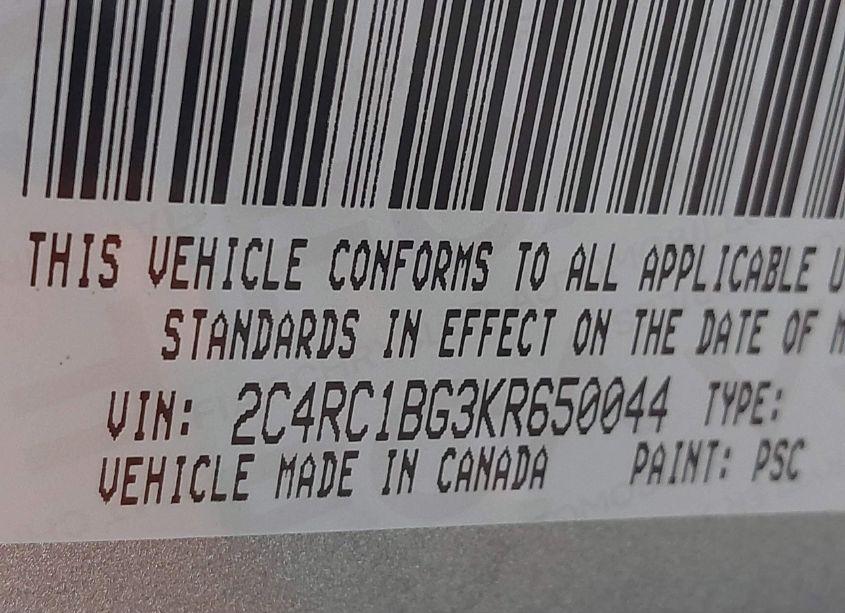 THIS VEHICLE CONFORMS TO ALL APPLICABLE U
STANDARDS IN EFFECT ON THE DATE OF M
VIN: 2C4RC1BG3KR650044 TYPE:
VEHICLE MADE IN CANADA PAINT: PSC